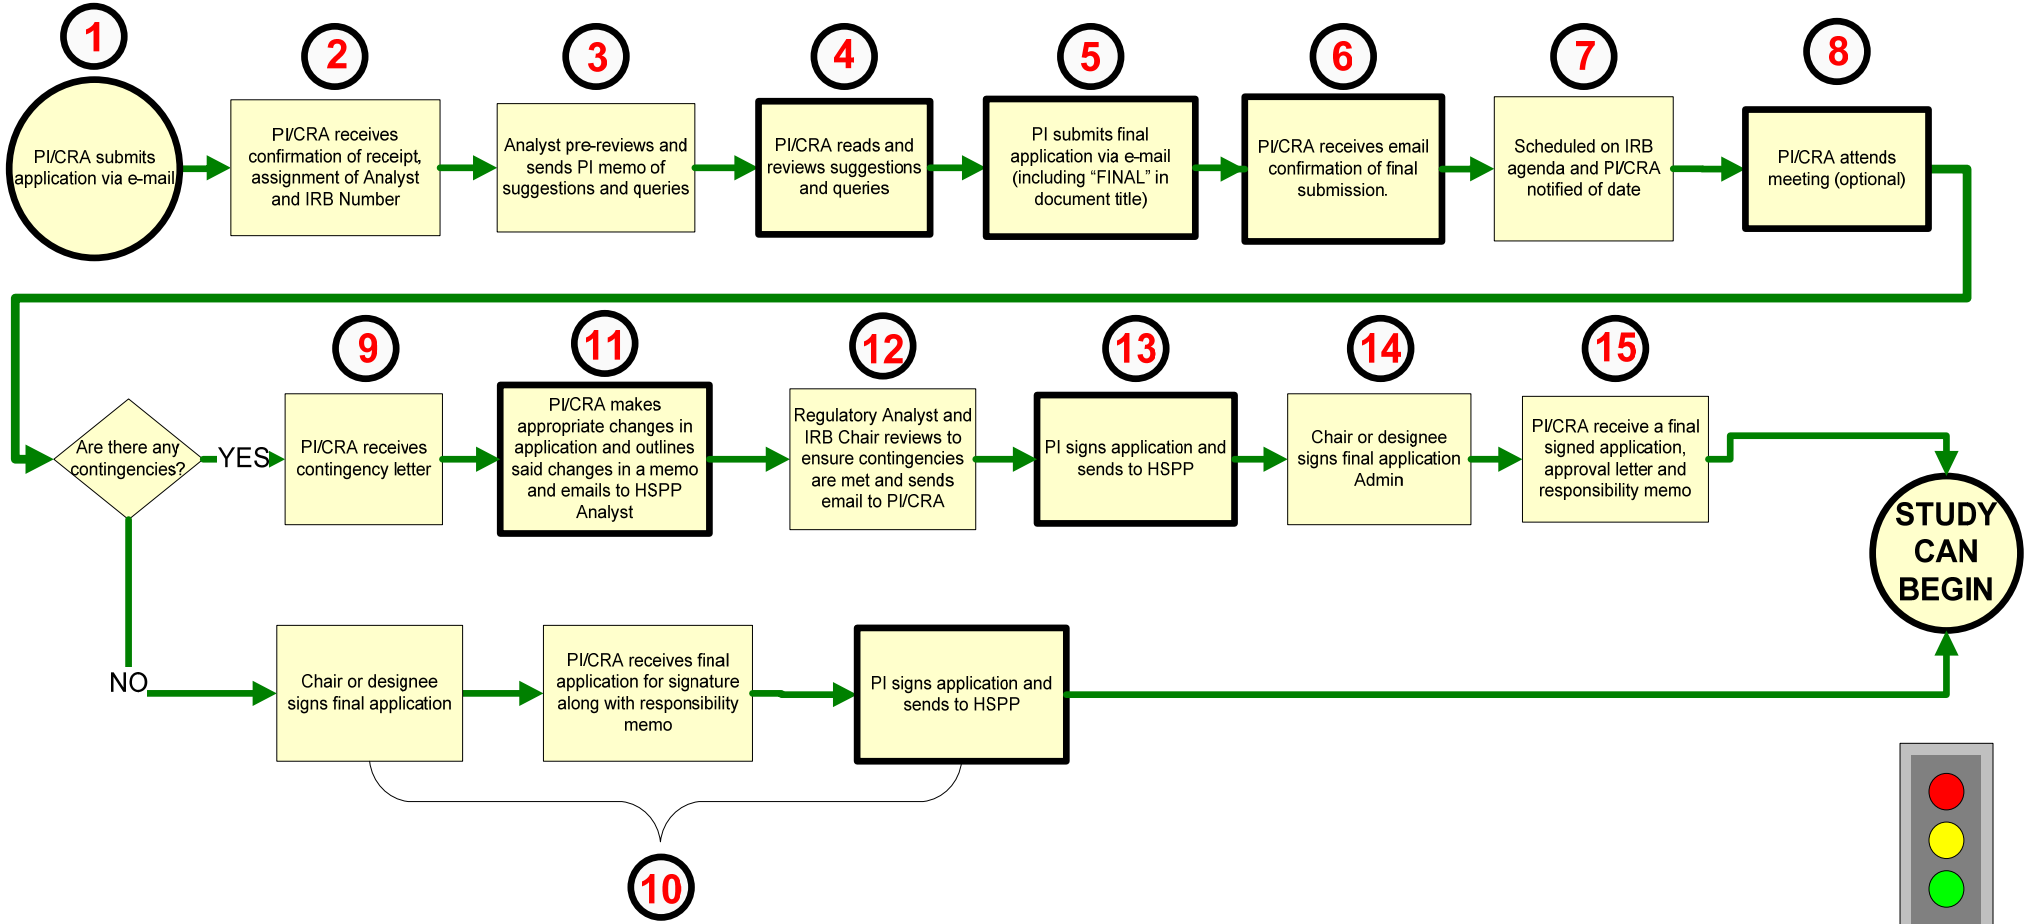 1
2
3
4
5
6
7
8
PI/CRA submits
application via e-mail
PI/CRA receives
confirmation of receipt,
assignment of Analyst
and IRB Number
Analyst pre-reviews and
sends PI memo of
suggestions and queries
PI/CRA reads and
reviews suggestions
and queries
PI submits final
application via e-mail
(including “FINAL” in
document title)
PI/CRA receives email
confirmation of final
submission.
Scheduled on IRB
agenda and PI/CRA
notified of date
PI/CRA attends
meeting (optional)
9
11
12
13
14
15
Are there any
contingencies?
YES
PI/CRA receives
contingency letter
PI/CRA makes
appropriate changes in
application and outlines
said changes in a memo
and emails to HSPP
Analyst
Regulatory Analyst and
IRB Chair reviews to
ensure contingencies
are met and sends
email to PI/CRA
PI signs application and
sends to HSPP
Chair or designee
signs final application
Admin
PI/CRA receive a final
signed application,
approval letter and
responsibility memo
STUDY
CAN
BEGIN
NO
Chair or designee
signs final application
PI/CRA receives final
application for signature
along with responsibility
memo
PI signs application and
sends to HSPP
10